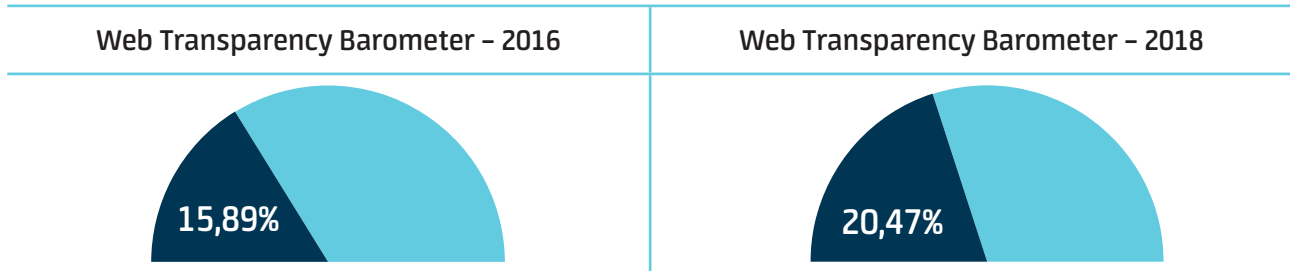 Web Transparency Barometer – 2016
Web Transparency Barometer – 2018
15,89%
20,47%